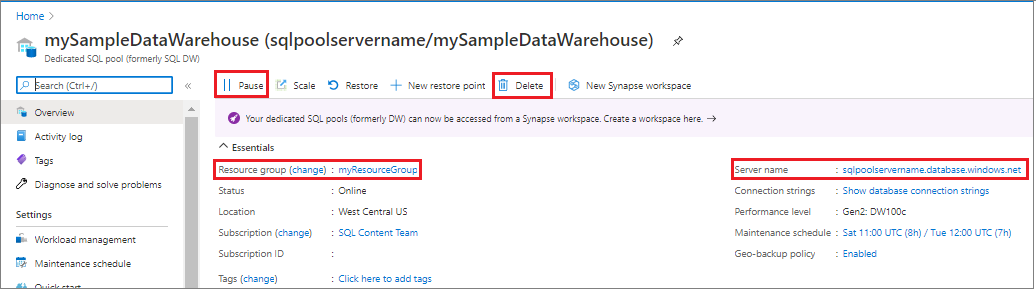 Home >
mySampleDataWarehouse (sqlpoolservername/mySampleDataWarehouse)
Dedicated SQL pool (formerly SQL DW)
Search (Ctrl+/)
«
Pause
Scale
Restore
+ New restore point
Delete
New Synapse workspace
Overview
Activity log
Tags
Diagnose and solve problems
Settings
Workload management
Maintenance schedule
Quick start
Your dedicated SQL pools (formerly DW) can now be accessed from a Synapse workspace. Create a workspace here. →
Essentials
Resource group (change) : myResourceGroup
Status : Online
Location : West Central US
Subscription (change) : SQL Content Team
Subscription ID :
Tags (change) : Click here to add tags
Server name : sqlpoolservername.database.windows.net
Connection strings : Show database connection strings
Performance level : Gen2: DW100c
Maintenance schedule : Sat 11:00 UTC (8h) / Tue 12:00 UTC (7h)
Geo-backup policy : Enabled